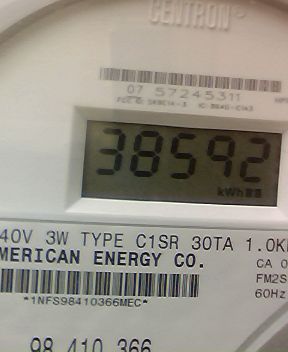 CENTRON®
07 57245311
38592
kWh
40V 3W TYPE C1SR 30TA 1.0K
MERICAN ENERGY CO.
CA 0
FM2S
*1NFS98410366MEC*
60Hz
98 410 366